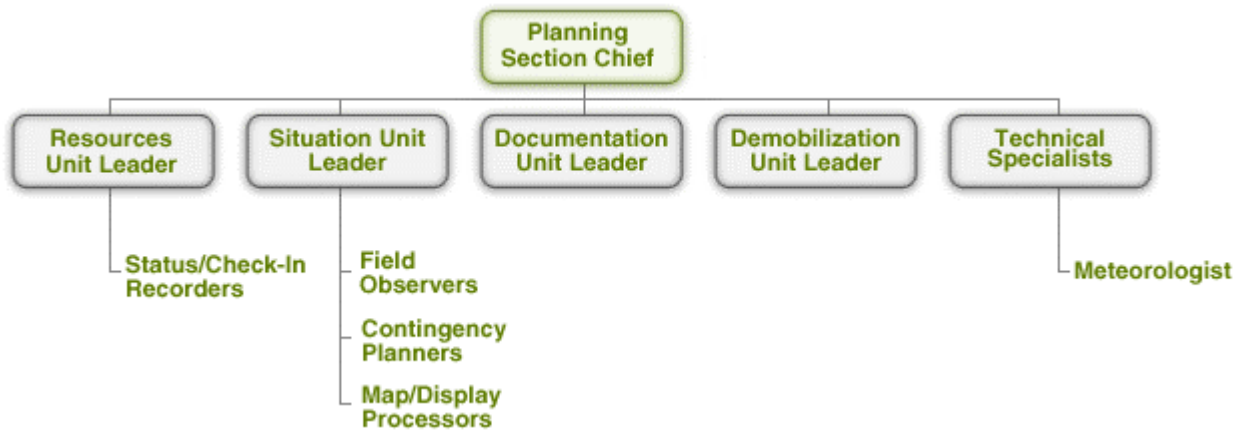 Planning
Section Chief
Resources
Unit Leader
Situation Unit
Leader
Documentation
Unit Leader
Demobilization
Unit Leader
Technical
Specialists
Status/Check-In
Recorders
Field
Observers
Contingency
Planners
Map/Display
Processors
Meteorologist